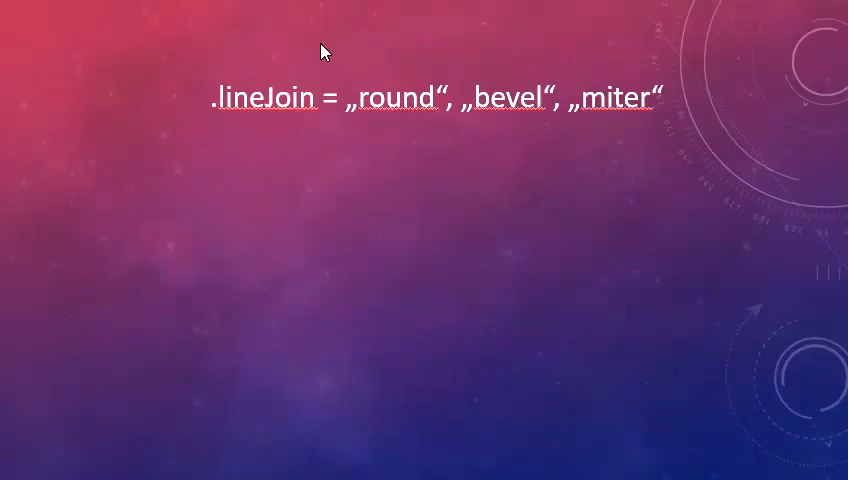 .lineJoin = „round“, „bevel“, „miter“